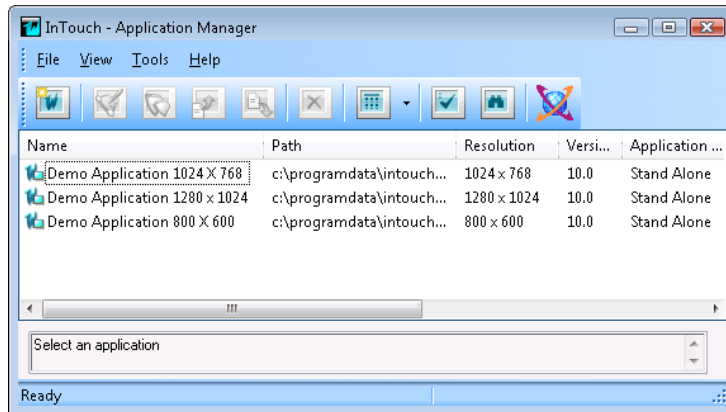 InTouch - Application Manager
File View Tools Help
Name Path Resolution Versi... Application ...
Demo Application 1024 X 768 c:\programdata\intouch... 1024 x 768 10.0 Stand Alone
Demo Application 1280 x 1024 c:\programdata\intouch... 1280 x 1024 10.0 Stand Alone
Demo Application 800 X 600 c:\programdata\intouch... 800 x 600 10.0 Stand Alone
Select an application
Ready